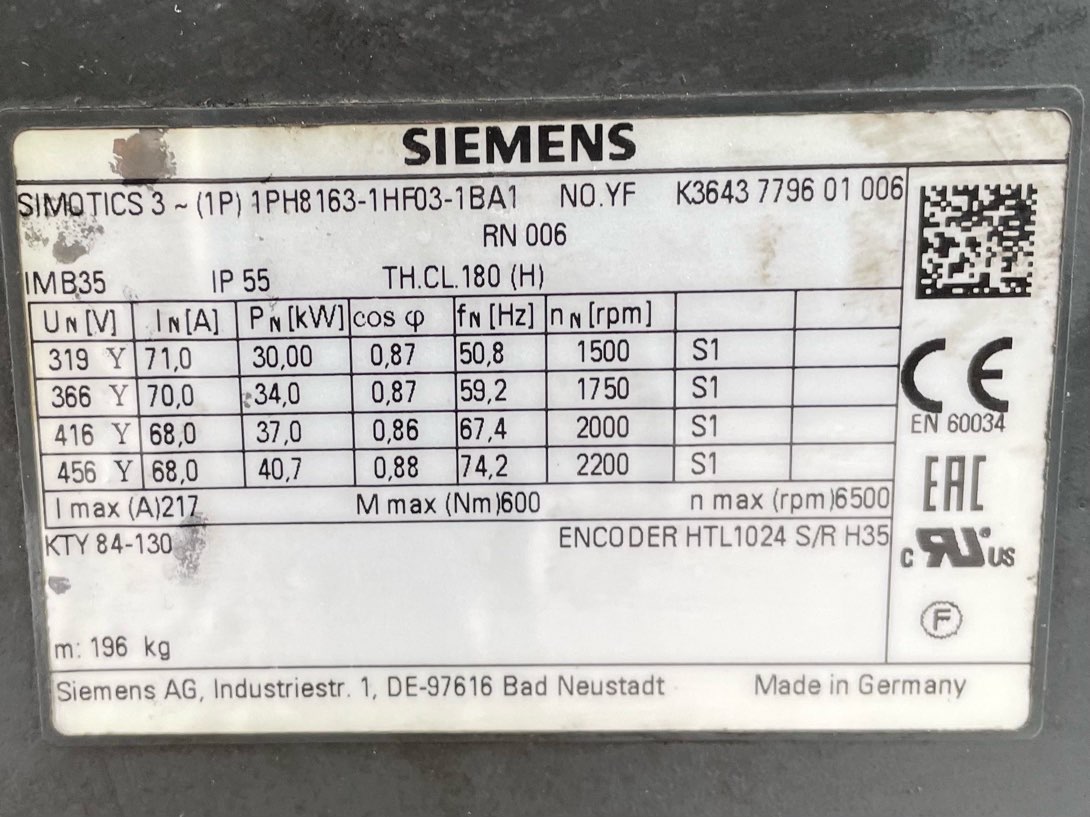 SIEMENS
SIMOTICS 3 ~ (1P) 1PH8163-1HF03-1BA1 NO.YF K3643 7796 01 006
RN 006
IMB35 IP 55 TH.CL.180 (H)
UN [V] IN [A] PN [kW] cos φ fN [Hz] nN [rpm]
319 Y 71,0 30,00 0,87 50,8 1500 S1
366 Y 70,0 34,0 0,87 59,2 1750 S1
416 Y 68,0 37,0 0,86 67,4 2000 S1
456 Y 68,0 40,7 0,88 74,2 2200 S1
I max (A)217 M max (Nm)600 n max (rpm)6500
KTY 84-130 ENCODER HTL1024 S/R H35
m: 196 kg
Siemens AG, Industriestr. 1, DE-97616 Bad Neustadt Made in Germany
CE
EN 60034
EAC
c RU us
F